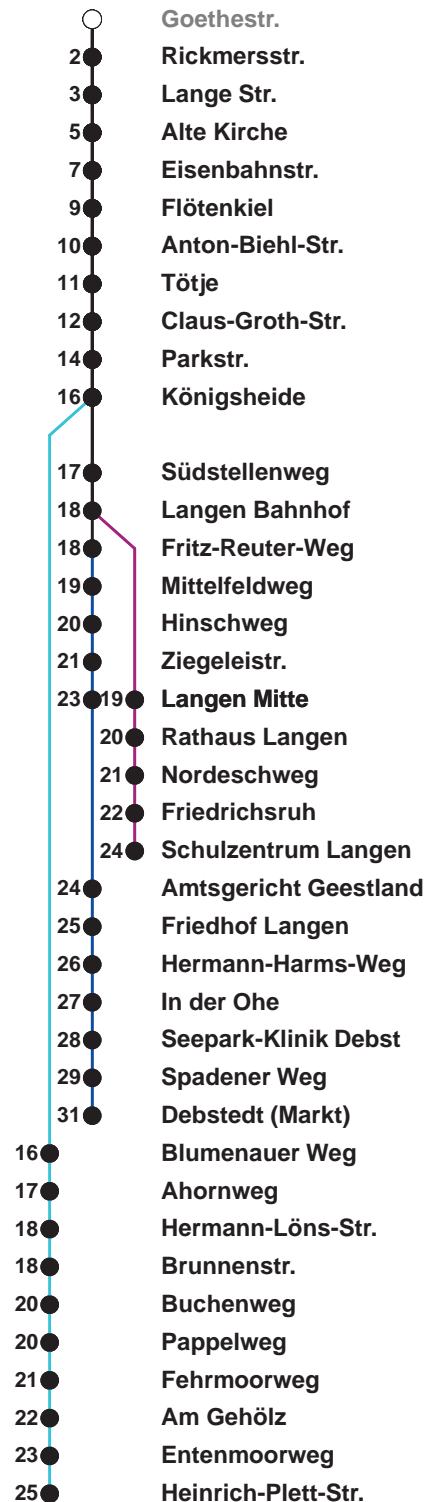 Goethestr.
2 Rickmersstr.
3 Lange Str.
5 Alte Kirche
7 Eisenbahnstr.
9 Flötenkiel
10 Anton-Biehl-Str.
11 Tötje
12 Claus-Groth-Str.
14 Parkstr.
16 Königsheide
17 Südstellenweg
18 Langen Bahnhof
18 Fritz-Reuter-Weg
19 Mittelfeldweg
20 Hinschweg
21 Ziegeleistr.
23 19 Langen Mitte
20 Rathaus Langen
21 Nordeschweg
22 Friedrichsruh
24 Schulzentrum Langen
24 Amtsgericht Geestland
25 Friedhof Langen
26 Hermann-Harms-Weg
27 In der Ohe
28 Seepark-Klinik Debst
29 Spadener Weg
31 Debstedt (Markt)
16 Blumenauer Weg
17 Ahornweg
18 Hermann-Löns-Str.
18 Brunnenstr.
20 Buchenweg
20 Pappelweg
21 Fehrmoorweg
22 Am Gehölz
23 Entenmoorweg
25 Heinrich-Plett-Str.